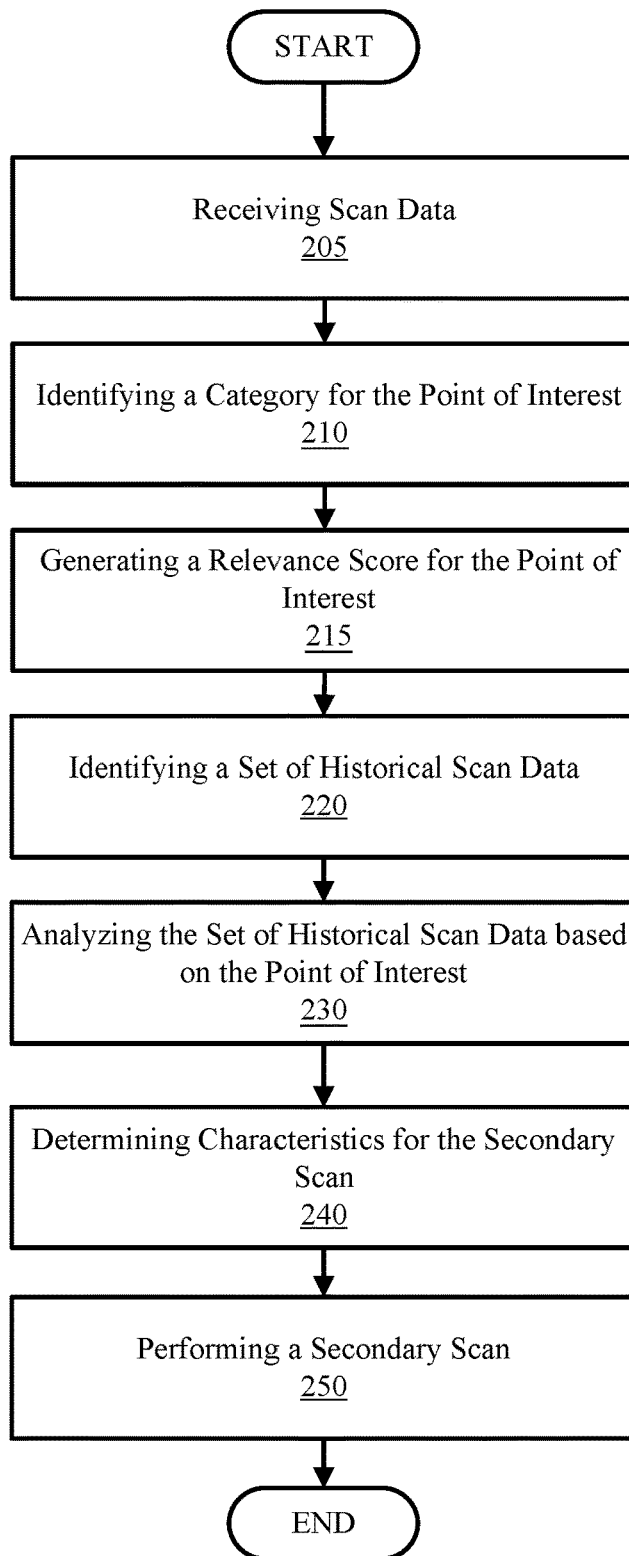 START
Receiving Scan Data
205
Identifying a Category for the Point of Interest
210
Generating a Relevance Score for the Point of
Interest
215
Identifying a Set of Historical Scan Data
220
Analyzing the Set of Historical Scan Data based
on the Point of Interest
230
Determining Characteristics for the Secondary
Scan
240
Performing a Secondary Scan
250
END